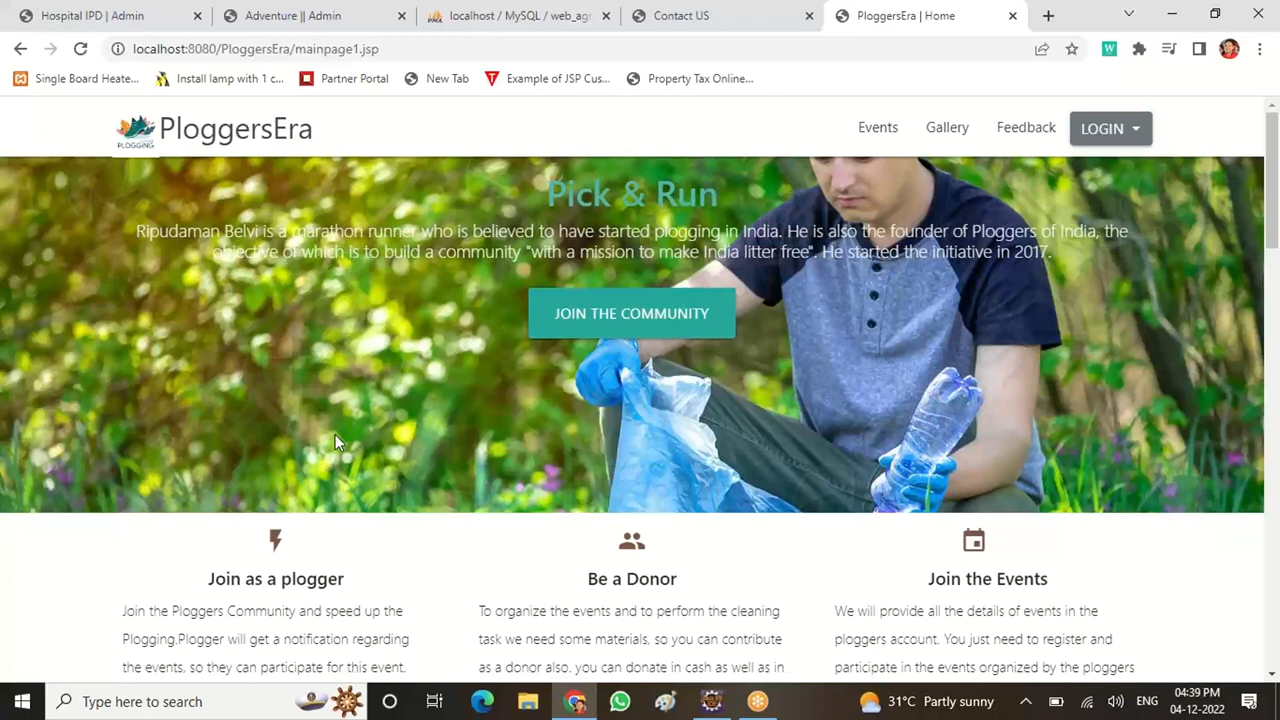 Hospital IPD | Admin
Adventure || Admin
localhost / MySQL / web_agr
Contact US
PloggersEra | Home
localhost:8080/PloggersEra/mainpage1.jsp
Single Board Heate...
Install lamp with 1 c...
Partner Portal
New Tab
Example of JSP Cus...
Property Tax Online...
PLOGGING
PloggersEra
Events
Gallery
Feedback
LOGIN
Pick & Run
Ripudaman Belvi is a marathon runner who is believed to have started plogging in India. He is also the founder of Ploggers of India, the
objective of which is to build a community "with a mission to make India litter free". He started the initiative in 2017.
JOIN THE COMMUNITY
Join as a plogger
Join the Ploggers Community and speed up the
Plogging.Plogger will get a notification regarding
the events, so they can participate for this event.
Be a Donor
To organize the events and to perform the cleaning
task we need some materials, so you can contribute
as a donor also. you can donate in cash as well as in
Join the Events
We will provide all the details of events in the
ploggers account. You just need to register and
participate in the events organized by the ploggers
Type here to search
31°C Partly sunny
ENG
04:39 PM
04-12-2022